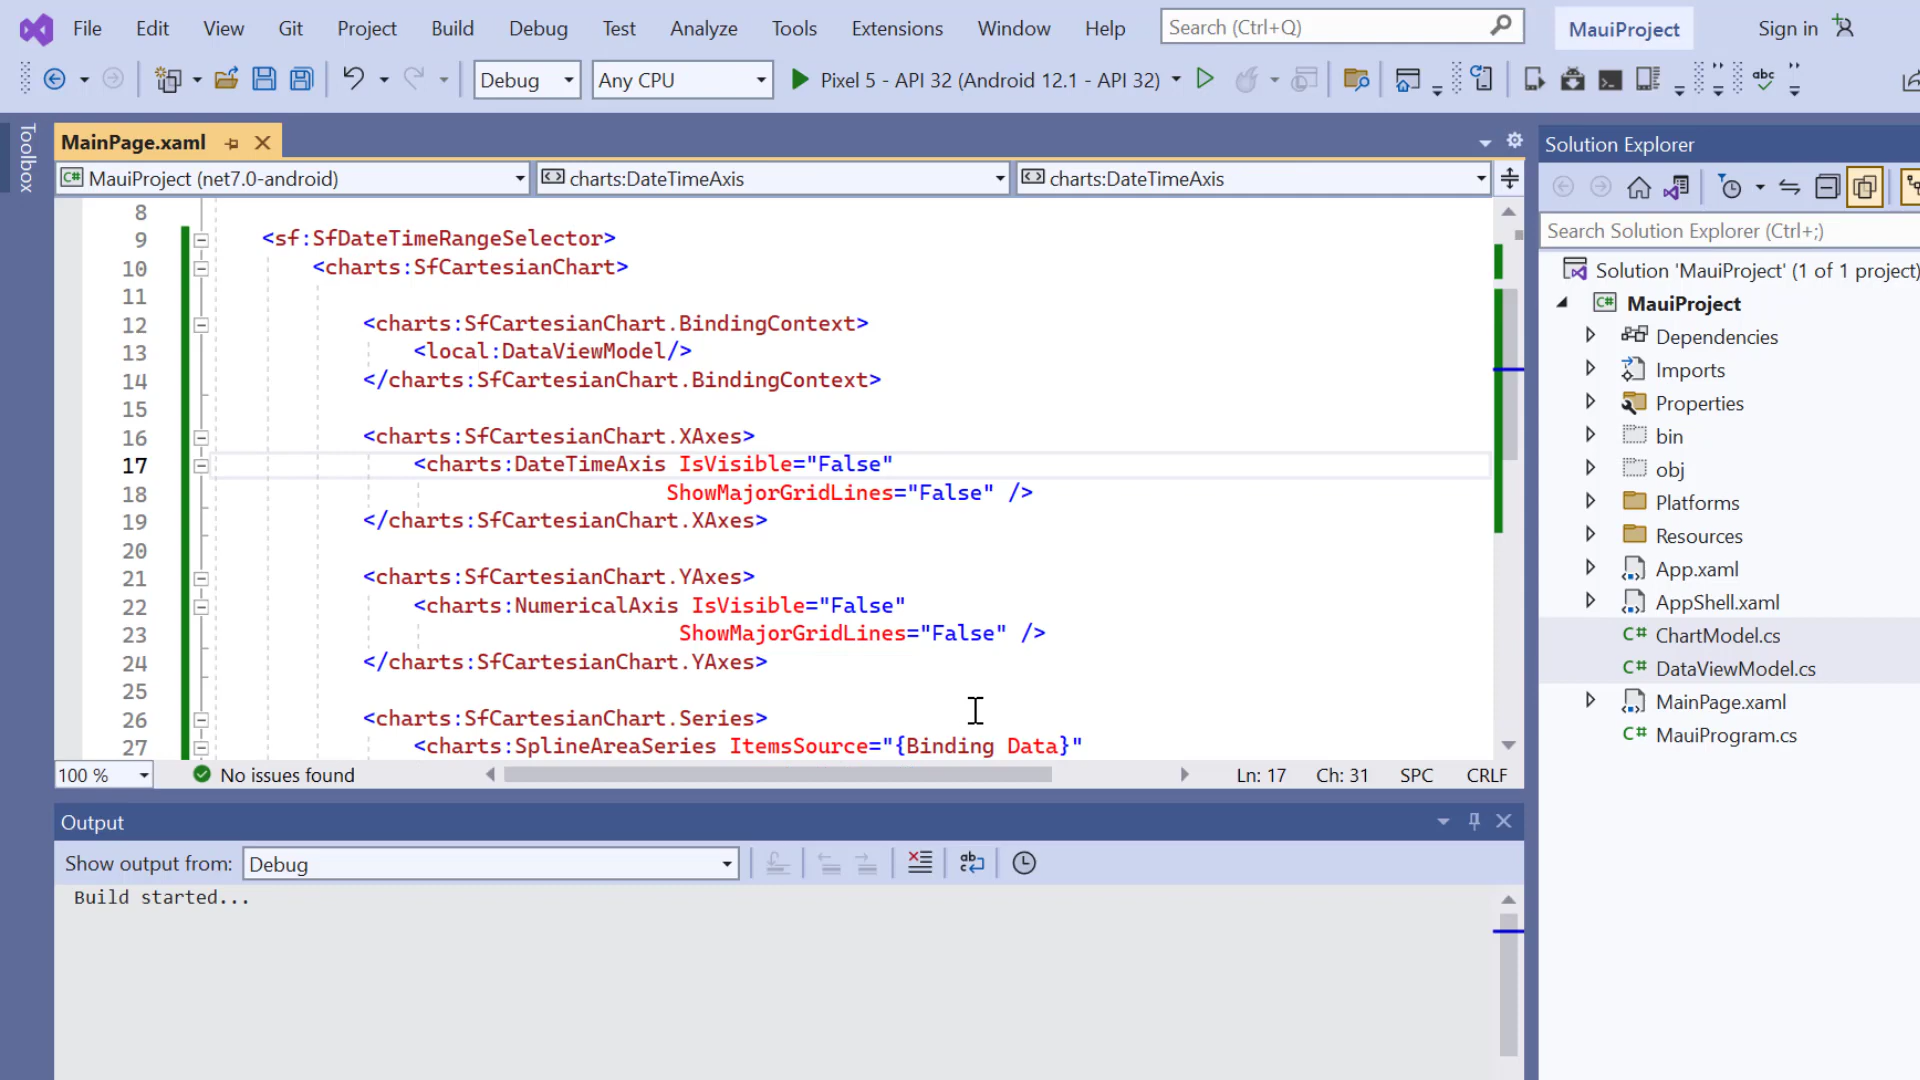 File Edit View Git Project Build Debug Test Analyze Tools Extensions Window Help Search (Ctrl+Q) MauiProject Sign in
Debug Any CPU Pixel 5 - API 32 (Android 12.1 - API 32) abc
Toolbox
MainPage.xaml
MauiProject (net7.0-android) charts:DateTimeAxis charts:DateTimeAxis
8
9 <sf:SfDateTimeRangeSelector>
10 <charts:SfCartesianChart>
11
12 <charts:SfCartesianChart.BindingContext>
13 <local:DataViewModel/>
14 </charts:SfCartesianChart.BindingContext>
15
16 <charts:SfCartesianChart.XAxes>
17 <charts:DateTimeAxis IsVisible="False"
18 ShowMajorGridLines="False" />
19 </charts:SfCartesianChart.XAxes>
20
21 <charts:SfCartesianChart.YAxes>
22 <charts:NumericalAxis IsVisible="False"
23 ShowMajorGridLines="False" />
24 </charts:SfCartesianChart.YAxes>
25
26 <charts:SfCartesianChart.Series>
27 <charts:SplineAreaSeries ItemsSource="{Binding Data}"
100 % No issues found Ln: 17 Ch: 31 SPC CRLF
Output
Show output from: Debug
Build started...
Solution Explorer
Search Solution Explorer (Ctrl+;)
Solution 'MauiProject' (1 of 1 project)
C# MauiProject
Dependencies
Imports
Properties
bin
obj
Platforms
Resources
App.xaml
AppShell.xaml
C# ChartModel.cs
C# DataViewModel.cs
MainPage.xaml
C# MauiProgram.cs